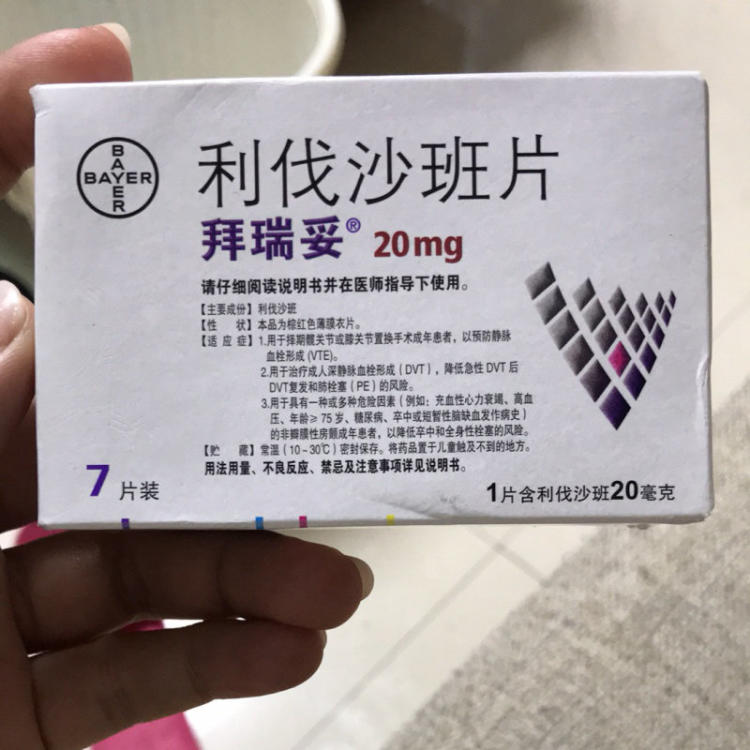 BAYER
BAYER
利伐沙班片
拜瑞妥® 20mg
请仔细阅读说明书并在医师指导下使用。
【主要成份】利伐沙班
【性 状】本品为棕红色薄膜衣片。
【适 应 症】1.用于择期髋关节或膝关节置换手术成年患者，以预防静脉
血栓形成(VTE)。
2.用于治疗成人深静脉血栓形成（DVT），降低急性DVT后
DVT复发和肺栓塞（PE）的风险。
3.用于具有一种或多种危险因素（例如：充血性心力衰竭、高血
压、年龄≥75岁、糖尿病、卒中或短暂性脑缺血发作病史）
的非瓣膜性房颤成年患者，以降低卒中和全身性栓塞的风险。
【贮 藏】常温（10~30℃）密封保存。将药品置于儿童触及不到的地方。
用法用量、不良反应、禁忌及注意事项详见说明书。
7片装
1片含利伐沙班20毫克